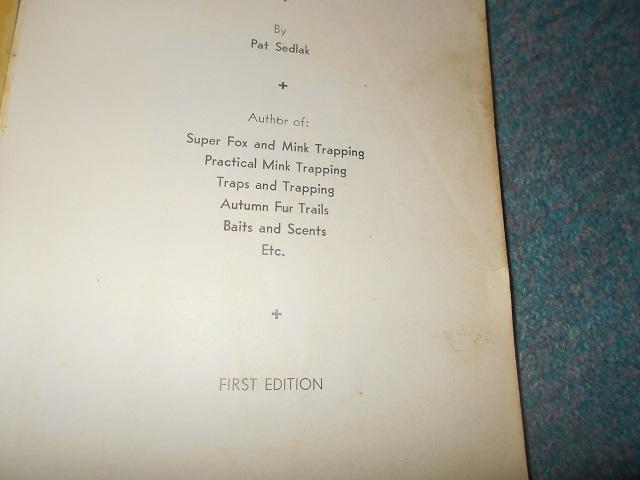 By
Pat Sedlak
+
Author of:
Super Fox and Mink Trapping
Practical Mink Trapping
Traps and Trapping
Autumn Fur Trails
Baits and Scents
Etc.
+
FIRST EDITION